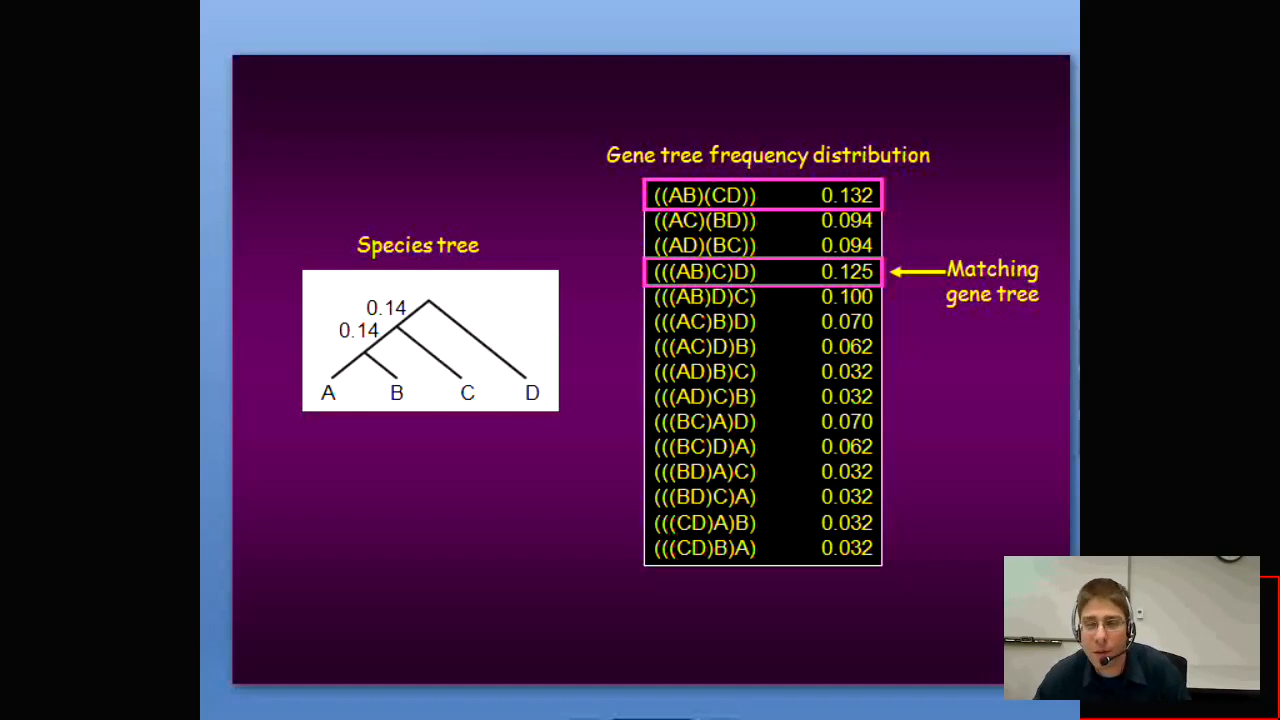 Gene tree frequency distribution
Species tree
0.14
0.14
A B C D
((AB)(CD)) 0.132
((AC)(BD)) 0.094
((AD)(BC)) 0.094
(((AB)C)D) 0.125
(((AB)D)C) 0.100
(((AC)B)D) 0.070
(((AC)D)B) 0.062
(((AD)B)C) 0.032
(((AD)C)B) 0.032
(((BC)A)D) 0.070
(((BC)D)A) 0.062
(((BD)A)C) 0.032
(((BD)C)A) 0.032
(((CD)A)B) 0.032
(((CD)B)A) 0.032
Matching
gene tree